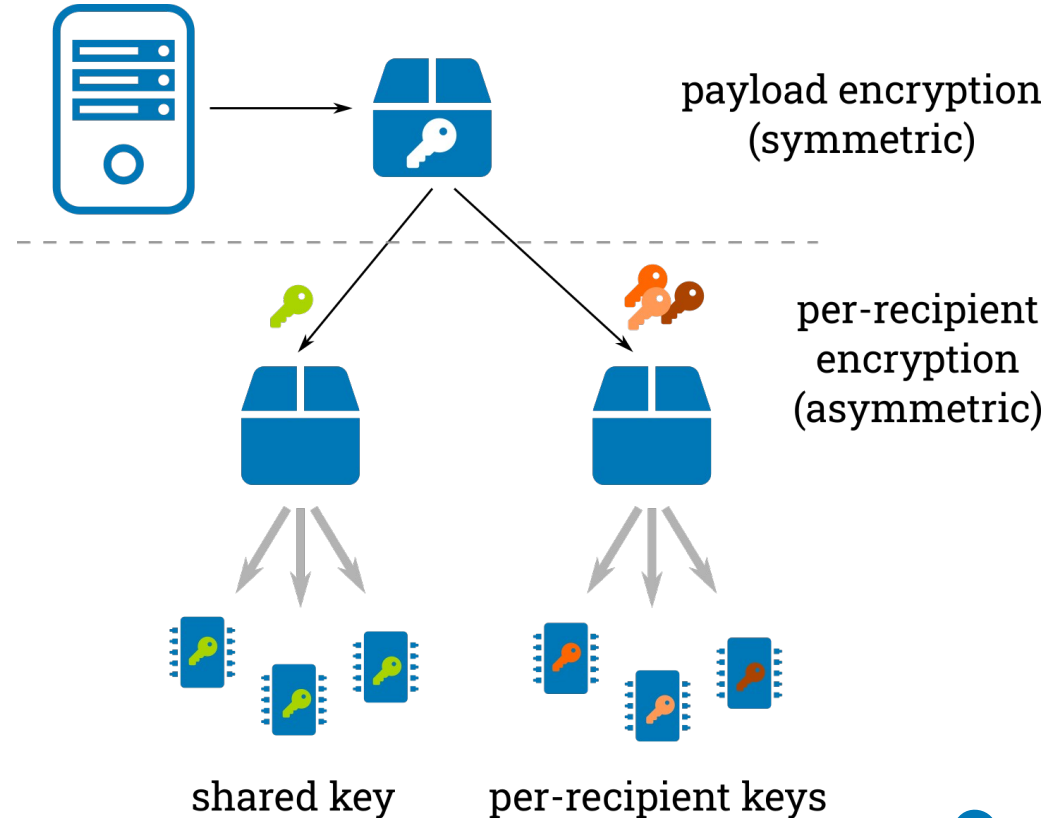 payload encryption
(symmetric)
per-recipient
encryption
(asymmetric)
shared key
per-recipient keys